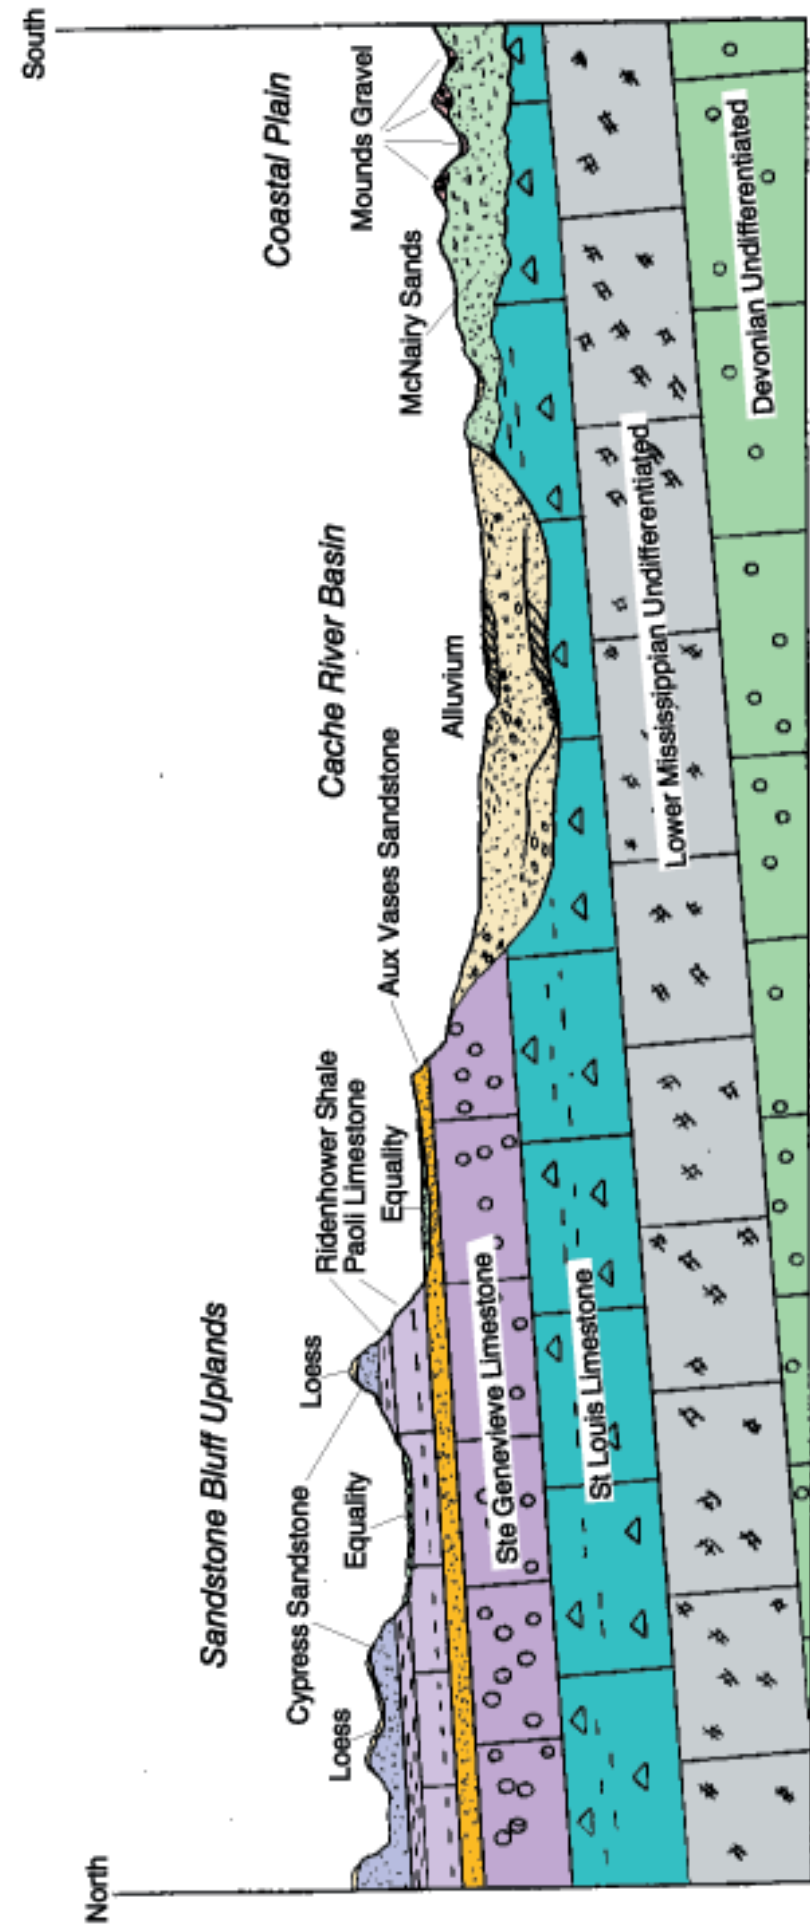 North
South
Sandstone Bluff Uplands
Cache River Basin
Coastal Plain
Loess
Cypress Sandstone
Equality
Loess
Ridenhower Shale
Paoli Limestone
Equality
Aux Vases Sandstone
Alluvium
McNairy Sands
Mounds Gravel
Ste Genevieve Limestone
St Louis Limestone
Lower Mississippian Undifferentiated
Devonian Undifferentiated